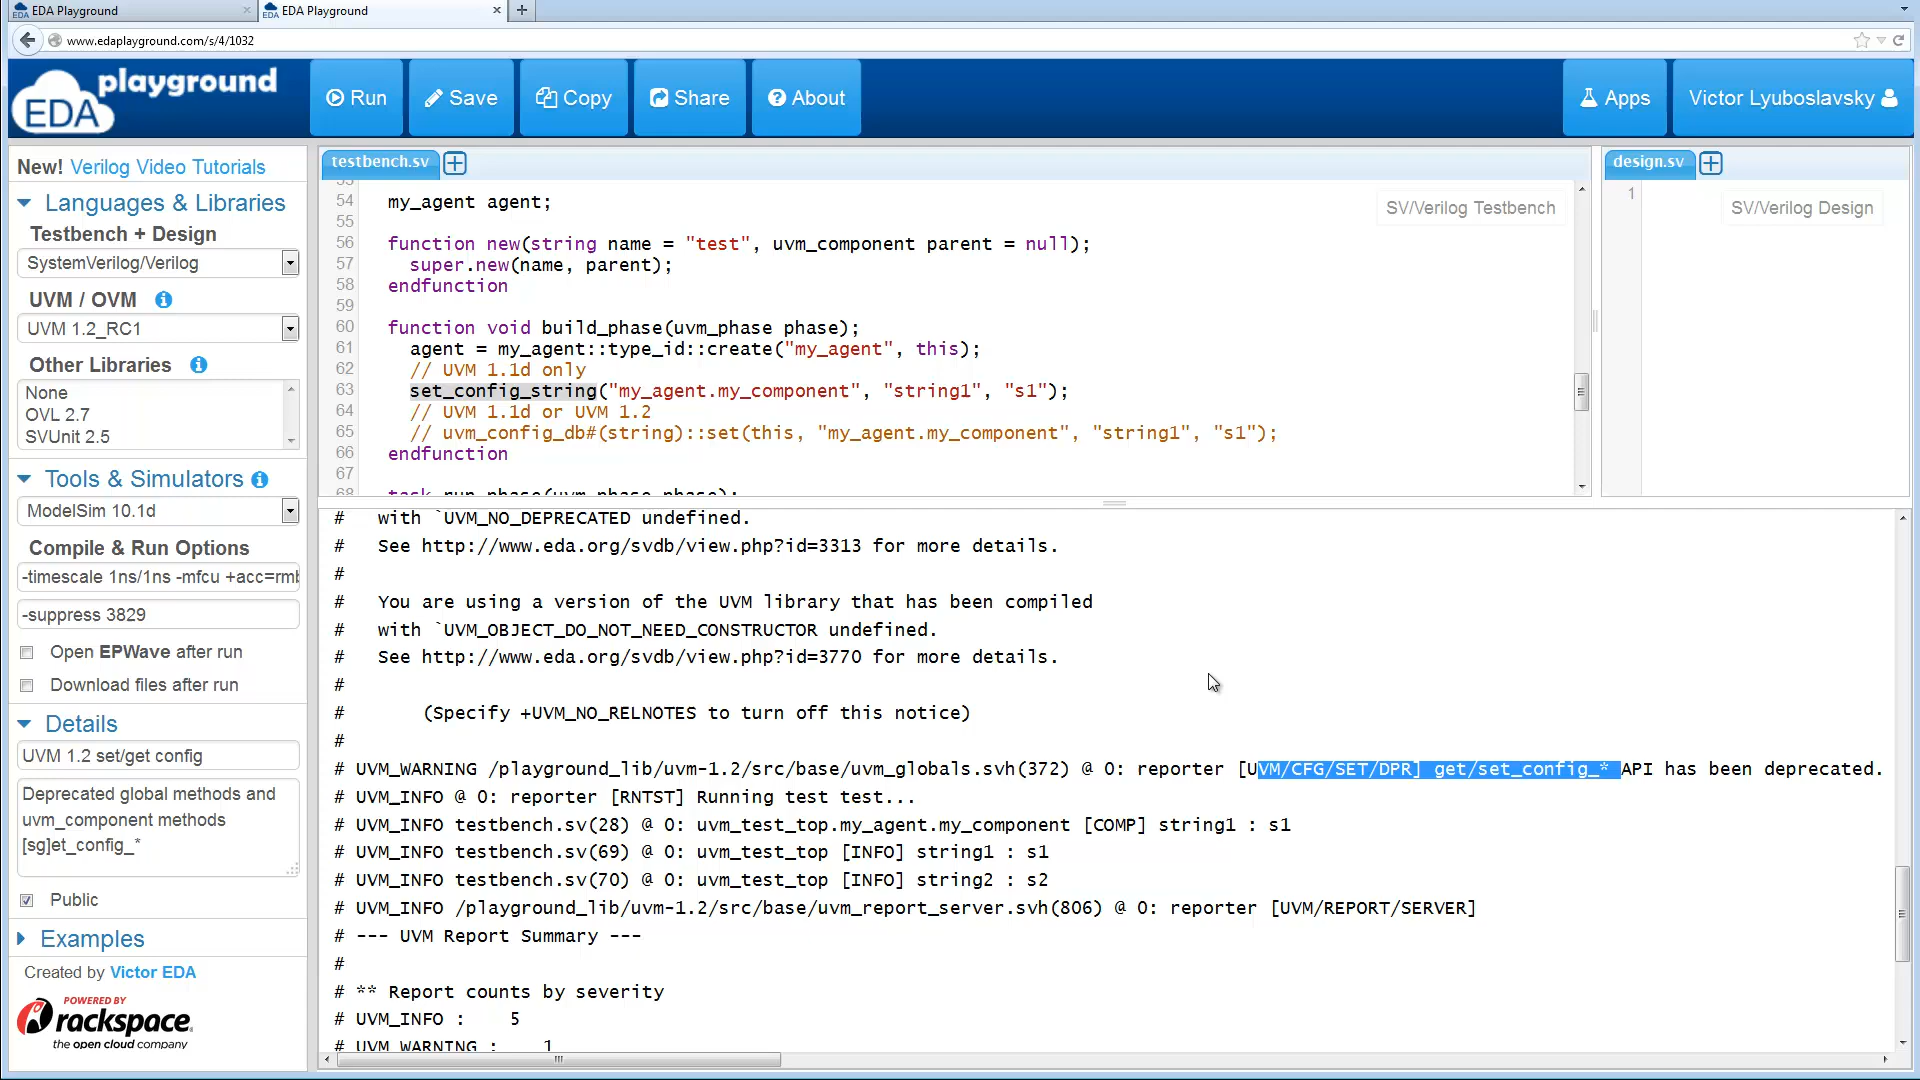 EDA Playground
EDA Playground
www.edaplayground.com/s/4/1032
EDA playground
Run
Save
Copy
Share
About
Apps
Victor Lyuboslavsky
New! Verilog Video Tutorials
Languages & Libraries
Testbench + Design
SystemVerilog/Verilog
UVM / OVM
UVM 1.2_RC1
Other Libraries
None
OVL 2.7
SVUnit 2.5
Tools & Simulators
ModelSim 10.1d
Compile & Run Options
-timescale 1ns/1ns -mfcu +acc=rmb
-suppress 3829
Open EPWave after run
Download files after run
Details
UVM 1.2 set/get config
Deprecated global methods and
uvm_component methods
[sg]et_config_*
Public
Examples
Created by Victor EDA
POWERED BY
rackspace.
the open cloud company
testbench.sv
SV/Verilog Testbench
53
54 my_agent agent;
55
56 function new(string name = "test", uvm_component parent = null);
57 super.new(name, parent);
58 endfunction
59
60 function void build_phase(uvm_phase phase);
61 agent = my_agent::type_id::create("my_agent", this);
62 // UVM 1.1d only
63 set_config_string("my_agent.my_component", "string1", "s1");
64 // UVM 1.1d or UVM 1.2
65 // uvm_config_db#(string)::set(this, "my_agent.my_component", "string1", "s1");
66 endfunction
67
68 task run_phase(uvm_phase phase);
design.sv
1
SV/Verilog Design
# with `UVM_NO_DEPRECATED undefined.
# See http://www.eda.org/svdb/view.php?id=3313 for more details.
#
# You are using a version of the UVM library that has been compiled
# with `UVM_OBJECT_DO_NOT_NEED_CONSTRUCTOR undefined.
# See http://www.eda.org/svdb/view.php?id=3770 for more details.
#
# (Specify +UVM_NO_RELNOTES to turn off this notice)
#
# UVM_WARNING /playground_lib/uvm-1.2/src/base/uvm_globals.svh(372) @ 0: reporter [UVM/CFG/SET/DPR] get/set_config_* API has been deprecated.
# UVM_INFO @ 0: reporter [RNTST] Running test test...
# UVM_INFO testbench.sv(28) @ 0: uvm_test_top.my_agent.my_component [COMP] string1 : s1
# UVM_INFO testbench.sv(69) @ 0: uvm_test_top [INFO] string1 : s1
# UVM_INFO testbench.sv(70) @ 0: uvm_test_top [INFO] string2 : s2
# UVM_INFO /playground_lib/uvm-1.2/src/base/uvm_report_server.svh(806) @ 0: reporter [UVM/REPORT/SERVER]
# --- UVM Report Summary ---
#
# ** Report counts by severity
# UVM_INFO : 5
# UVM_WARNING : 1